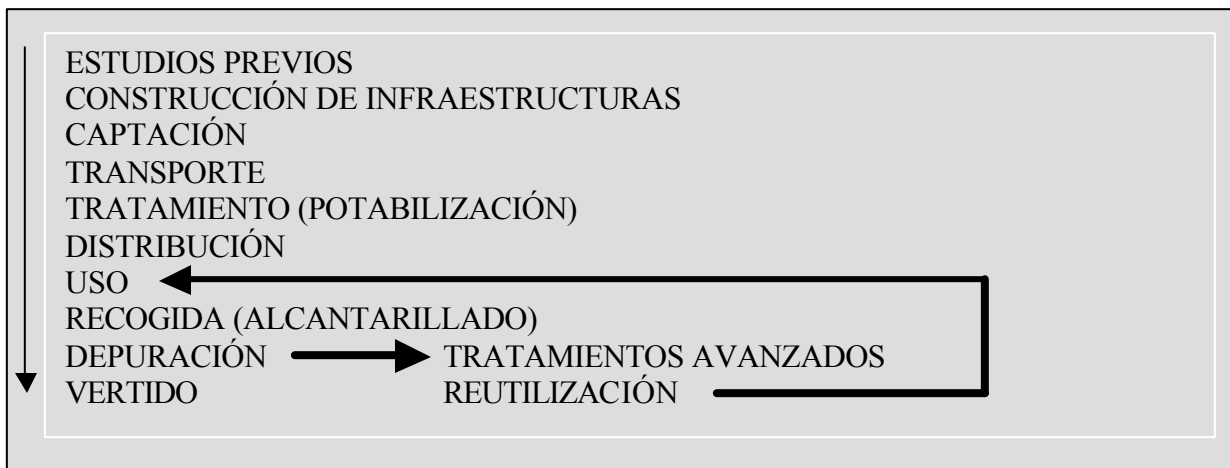 ESTUDIOS PREVIOS
CONSTRUCCIÓN DE INFRAESTRUCTURAS
CAPTACIÓN
TRANSPORTE
TRATAMIENTO (POTABILIZACIÓN)
DISTRIBUCIÓN
USO
RECOGIDA (ALCANTARILLADO)
DEPURACIÓN TRATAMIENTOS AVANZADOS
VERTIDO REUTILIZACIÓN